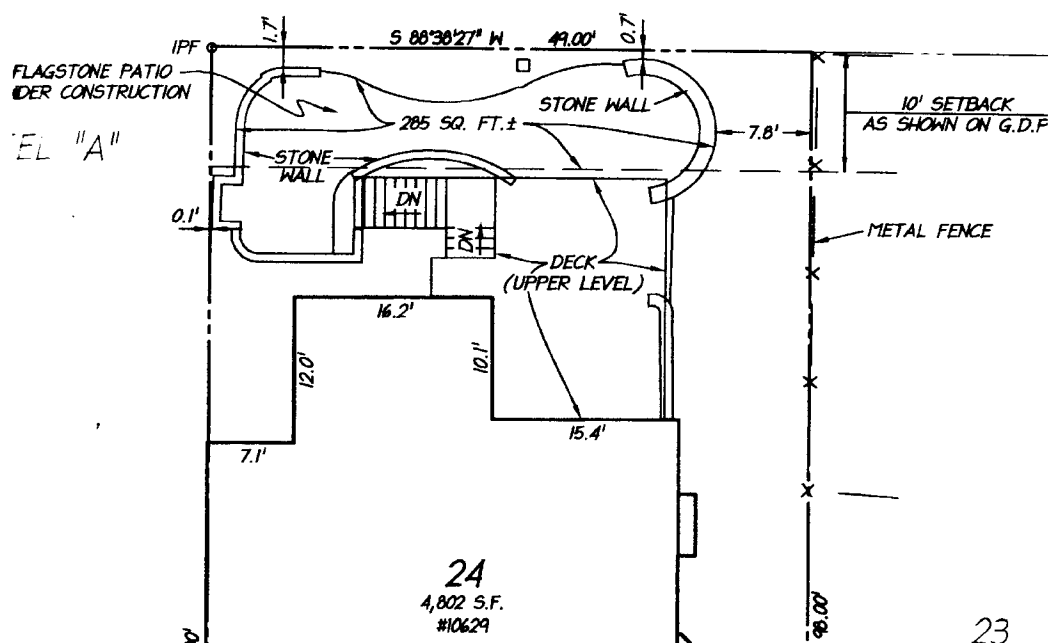 S 88°38'27" W 49.00'
IPF
1.7'
0.7'
FLAGSTONE PATIO
DER CONSTRUCTION
EL "A"
STONE WALL
285 SQ. FT.±
7.8'
10' SETBACK
AS SHOWN ON G.D.P
STONE
WALL
DN
DN
0.1'
METAL FENCE
DECK
(UPPER LEVEL)
16.2'
12.0'
10.1'
15.4'
7.1'
24
4,802 S.F.
#10629
98.00'
23